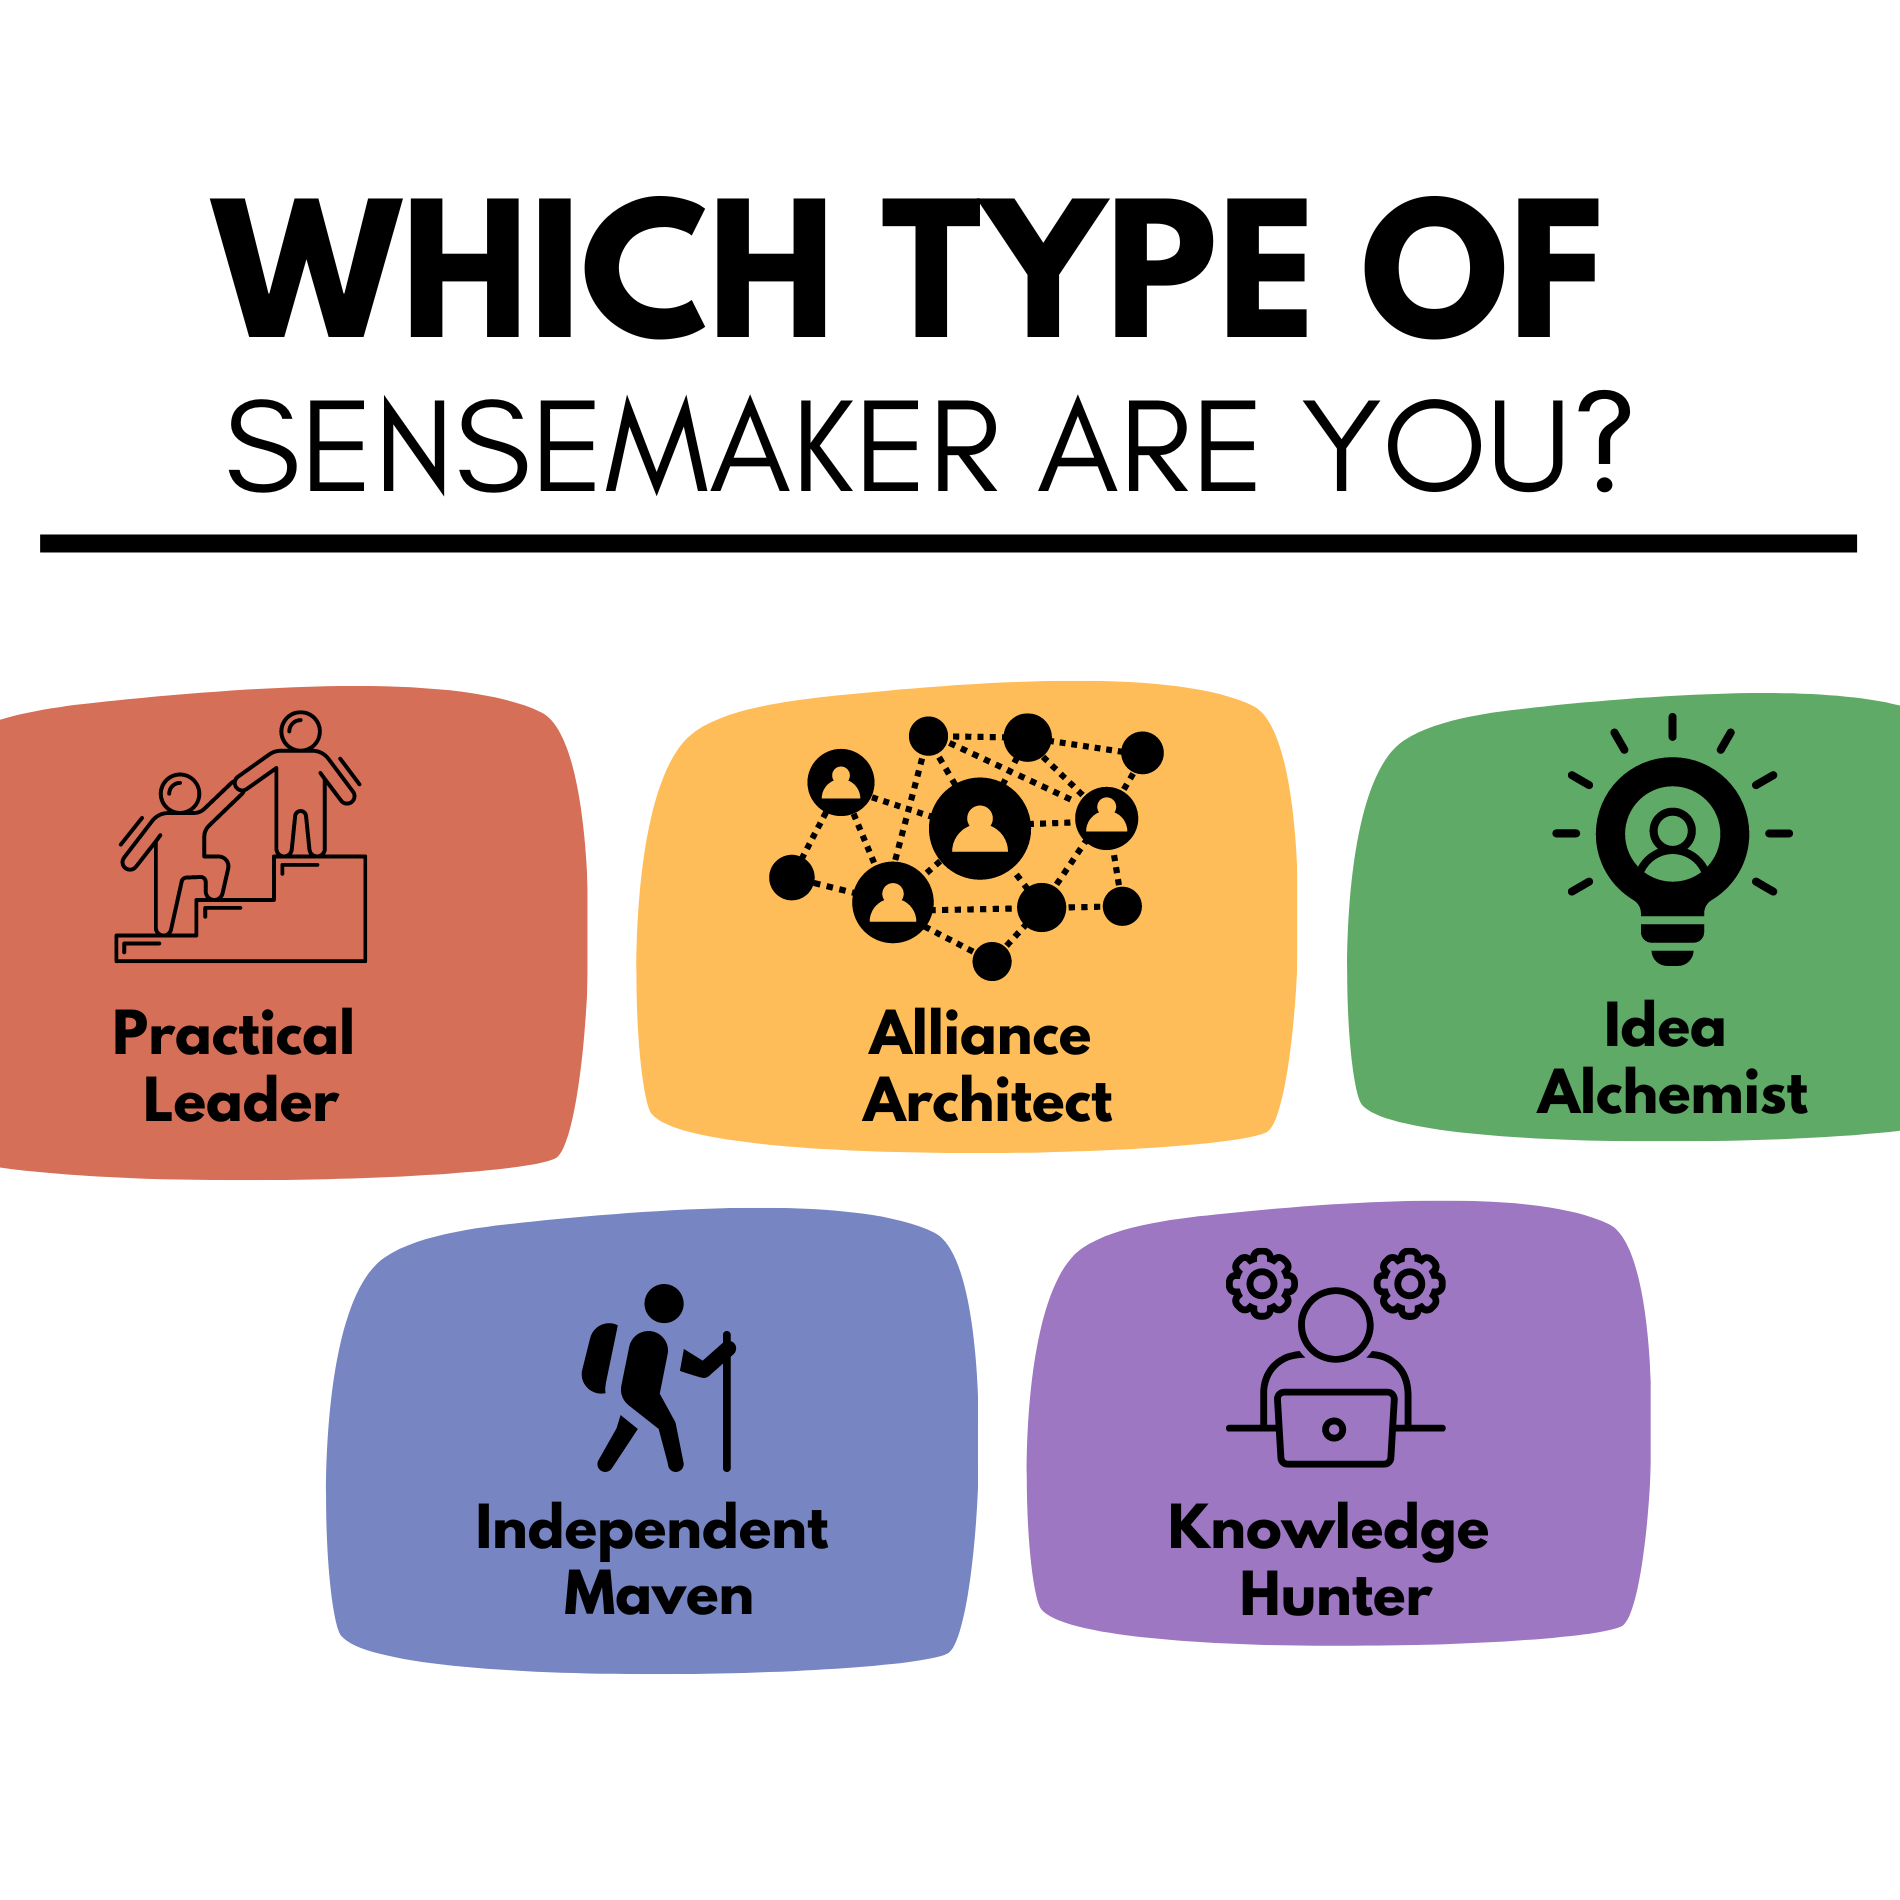 WHICH TYPE OF
SENSEMAKER ARE YOU?
Practical
Leader
Alliance
Architect
Idea
Alchemist
Independent
Maven
Knowledge
Hunter